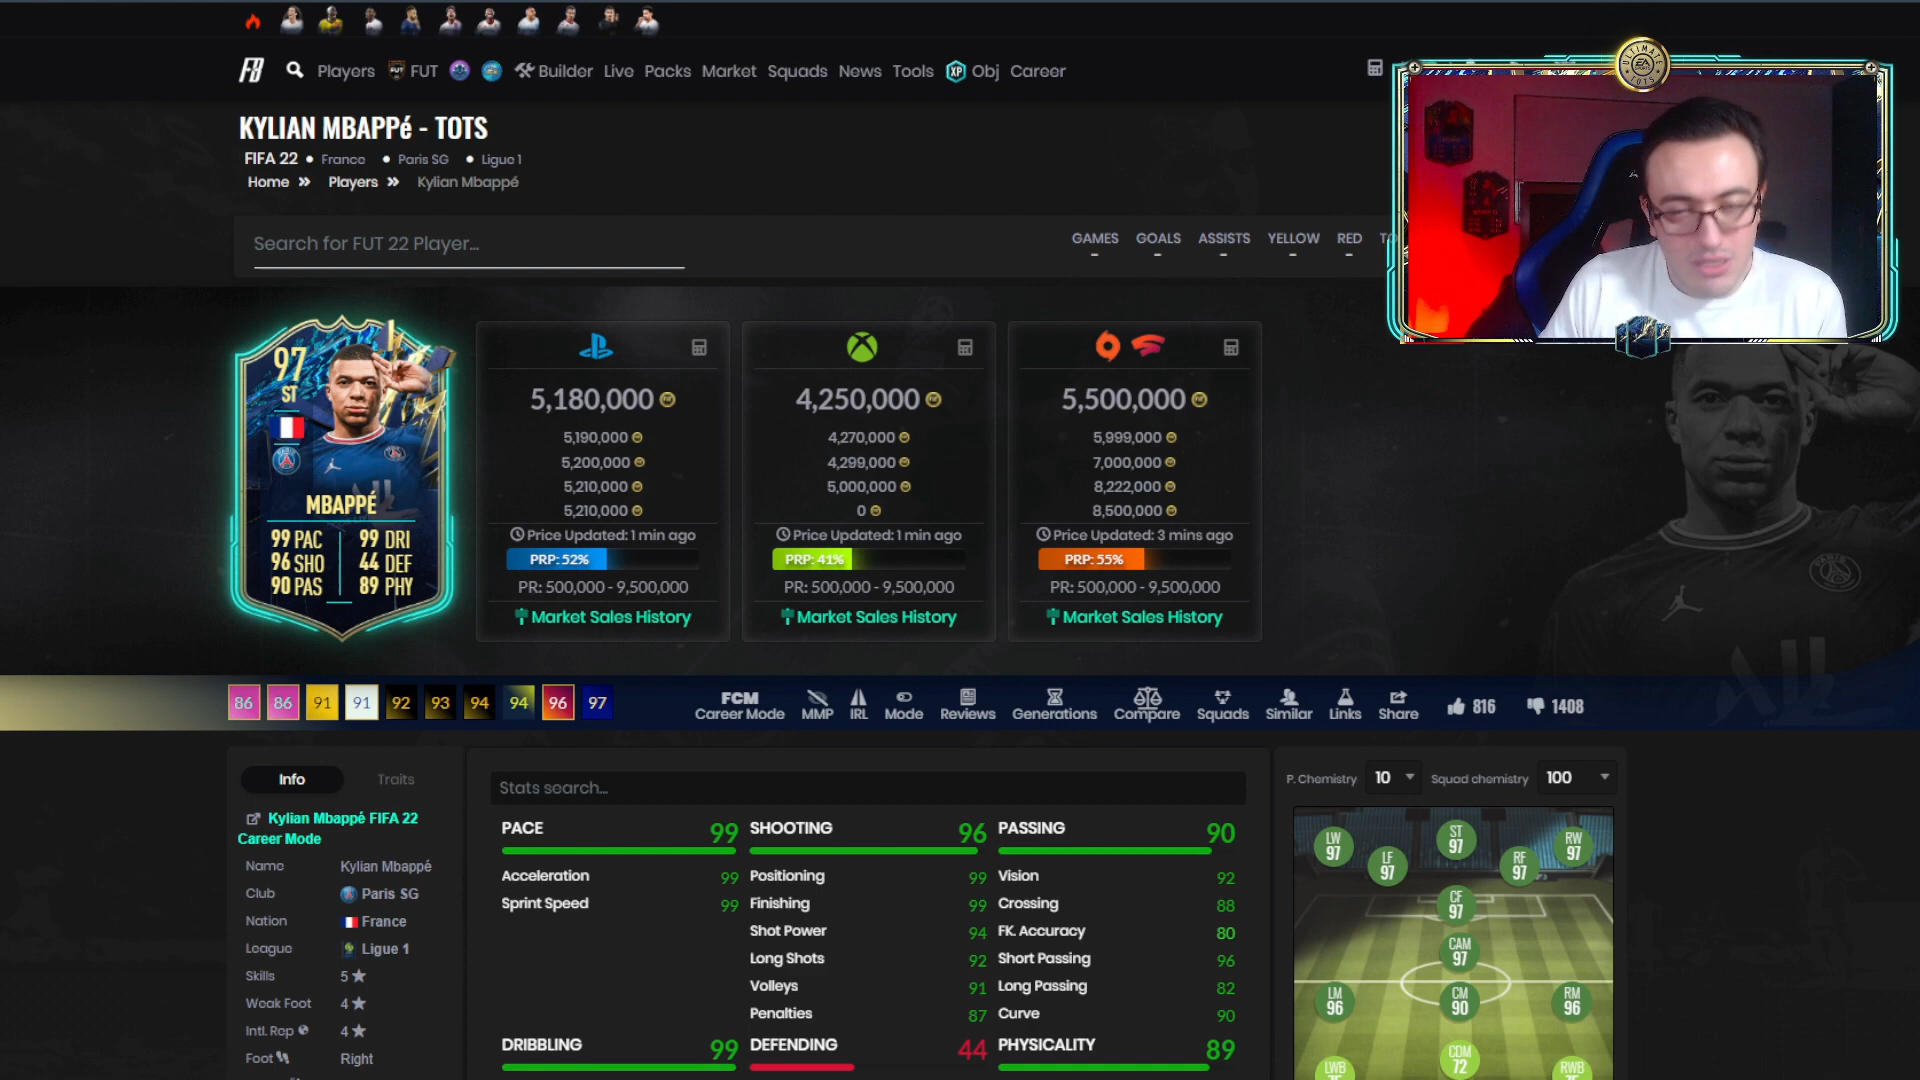 Players FUT Builder Live Packs Market Squads News Tools XP Obj Career
KYLIAN MBAPPé - TOTS
FIFA 22 • France • Paris SG • Ligue 1
Home » Players » Kylian Mbappé
Search for FUT 22 Player...
GAMES GOALS ASSISTS YELLOW RED
- - - - -
ULTIMATE
EA SPORTS
TOTS
97
ST
MBAPPÉ
99 PAC 99 DRI
96 SHO 44 DEF
90 PAS 89 PHY
5,180,000
5,190,000
5,200,000
5,210,000
5,210,000
Price Updated: 1 min ago
PRP: 52%
PR: 500,000 - 9,500,000
Market Sales History
4,250,000
4,270,000
4,299,000
5,000,000
0
Price Updated: 1 min ago
PRP: 41%
PR: 500,000 - 9,500,000
Market Sales History
5,500,000
5,999,000
7,000,000
8,222,000
8,500,000
Price Updated: 3 mins ago
PRP: 55%
PR: 500,000 - 9,500,000
Market Sales History
86 86 91 91 92 93 94 94 96 97
FCM
Career Mode MMP IRL Mode Reviews Generations Compare Squads Similar Links Share 816 1408
Info Traits
Kylian Mbappé FIFA 22
Career Mode
Name Kylian Mbappé
Club Paris SG
Nation France
League Ligue 1
Skills 5★
Weak Foot 4★
Intl. Rep 4★
Foot Right
Stats search...
PACE 99
Acceleration 99
Sprint Speed 99
SHOOTING 96
Positioning 99
Finishing 99
Shot Power 94
Long Shots 92
Volleys 91
Penalties 87
PASSING 90
Vision 92
Crossing 88
FK. Accuracy 80
Short Passing 96
Long Passing 82
Curve 90
DRIBBLING 99
DEFENDING 44
PHYSICALITY 89
P. Chemistry 10 Squad chemistry 100
LW
97
ST
97
RW
97
LF
97
RF
97
CF
97
CAM
97
LM
96
CM
90
RM
96
CDM
72
LWB
RWB